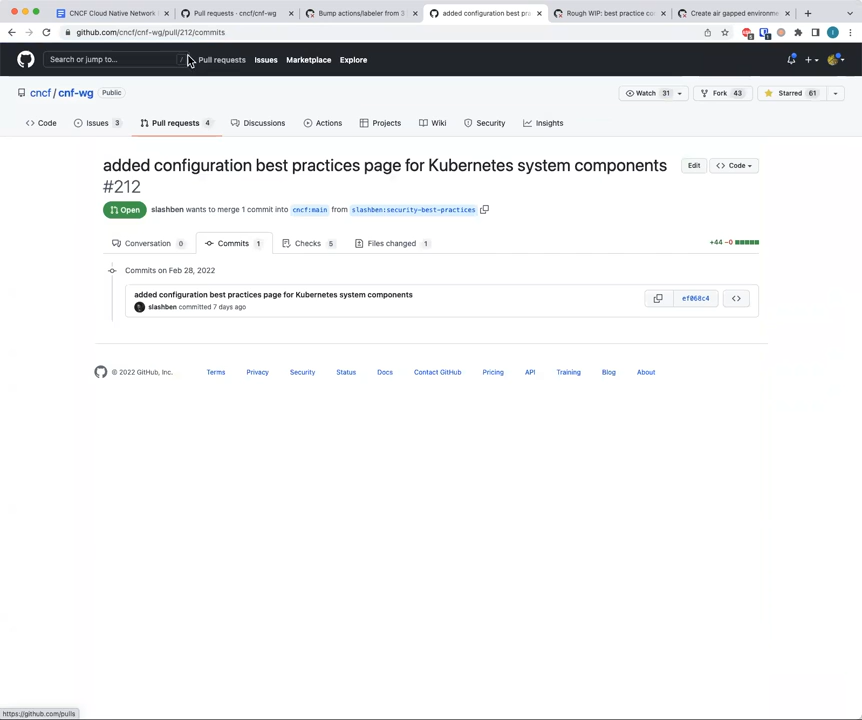 CNCF Cloud Native Network
Pull requests · cncf/cnf-wg
Bump actions/labeler from 3
added configuration best pra
Rough WIP: best practice co
Create air gapped environme
github.com/cncf/cnf-wg/pull/212/commits
Search or jump to...
/
Pull requests
Issues
Marketplace
Explore
cncf / cnf-wg
Public
Watch 31
Fork 43
Starred 61
Code
Issues 3
Pull requests 4
Discussions
Actions
Projects
Wiki
Security
Insights
added configuration best practices page for Kubernetes system components
#212
Edit
Code
Open
slashben wants to merge 1 commit into cncf:main from slashben:security-best-practices
Conversation 0
Commits 1
Checks 5
Files changed 1
+44 −0
Commits on Feb 28, 2022
added configuration best practices page for Kubernetes system components
slashben committed 7 days ago
ef068c4
© 2022 GitHub, Inc.
Terms
Privacy
Security
Status
Docs
Contact GitHub
Pricing
API
Training
Blog
About
https://github.com/pulls